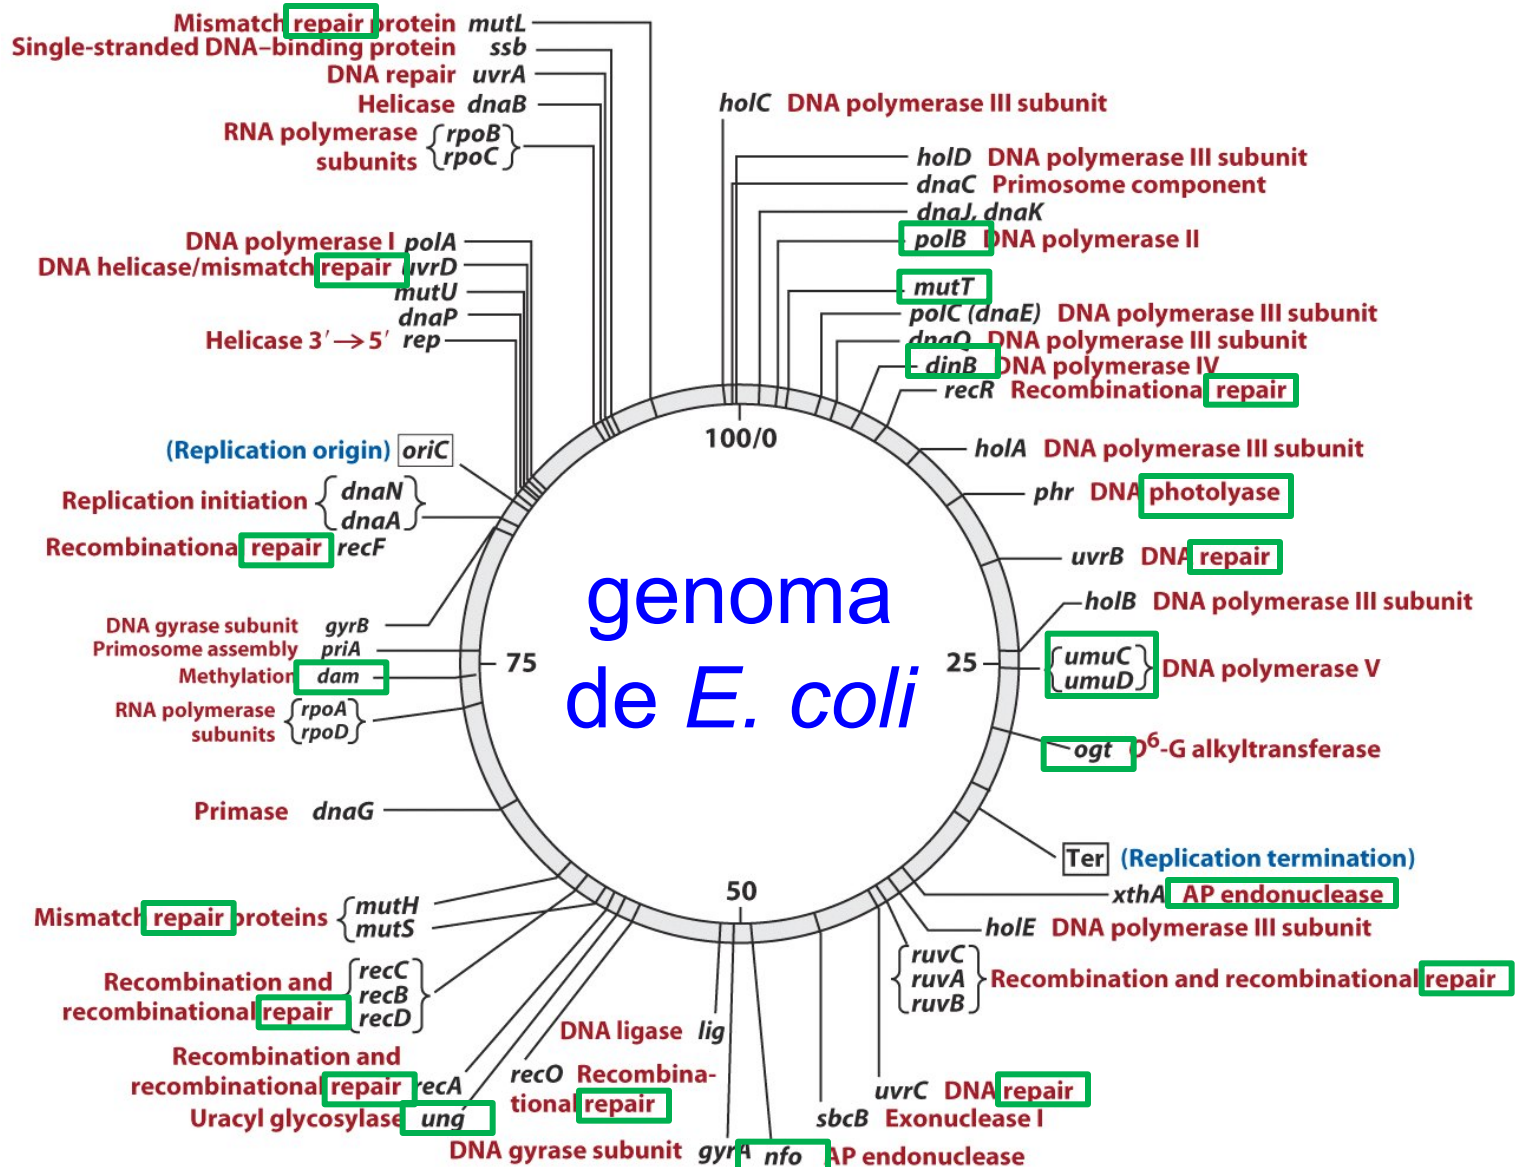 Mismatch repair protein mutL
Single-stranded DNA–binding protein ssb
DNA repair uvrA
Helicase dnaB
RNA polymerase subunits { rpoB rpoC }
DNA polymerase I polA
DNA helicase/mismatch repair uvrD
mutU
dnaP
Helicase 3′ → 5′ rep
(Replication origin) oriC
Replication initiation { dnaN dnaA }
Recombinational repair recF
DNA gyrase subunit gyrB
Primosome assembly priA
Methylation dam
RNA polymerase subunits { rpoA rpoD }
Primase dnaG
Mismatch repair proteins { mutH mutS
Recombination and recombinational repair { recC recB recD }
Recombination and recombinational repair recA
Uracyl glycosylase ung
recO Recombina-
tional repair
DNA ligase lig
DNA gyrase subunit gyrA
nfo AP endonuclease
sbcB Exonuclease I
uvrC DNA repair
{ ruvC ruvA ruvB } Recombination and recombinational repair
holE DNA polymerase III subunit
xthA AP endonuclease
Ter (Replication termination)
ogt O6-G alkyltransferase
{ umuC umuD } DNA polymerase V
holB DNA polymerase III subunit
uvrB DNA repair
phr DNA photolyase
holA DNA polymerase III subunit
recR Recombinational repair
dinB DNA polymerase IV
dnaQ DNA polymerase III subunit
polC (dnaE) DNA polymerase III subunit
mutT
polB DNA polymerase II
dnaJ, dnaK
dnaC Primosome component
holD DNA polymerase III subunit
holC DNA polymerase III subunit
100/0
25
50
75
genoma
de E. coli